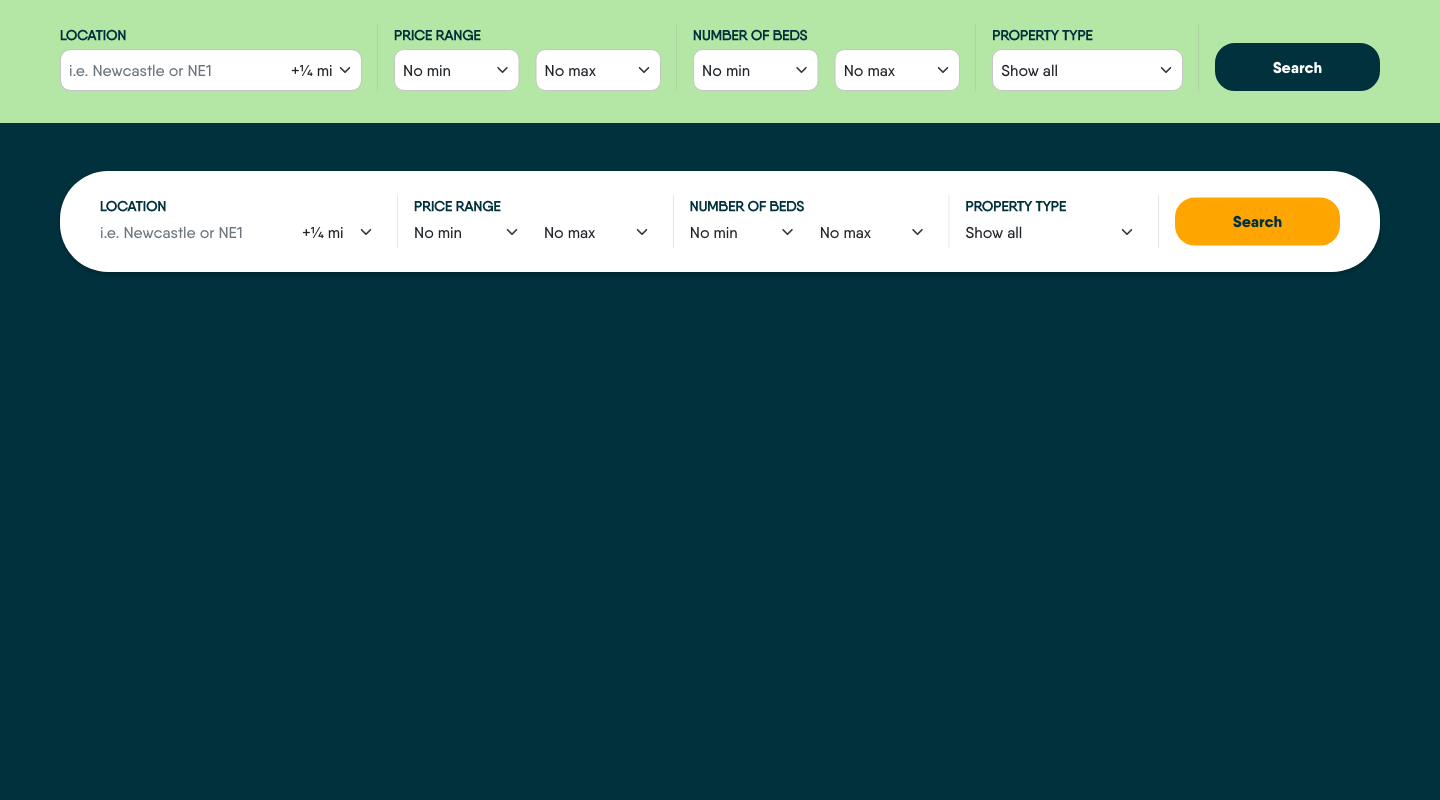 LOCATION PRICE RANGE NUMBER OF BEDS PROPERTY TYPE
i.e. Newcastle or NE1 +¼ mi No min No max No min No max Show all Search
LOCATION PRICE RANGE NUMBER OF BEDS PROPERTY TYPE
i.e. Newcastle or NE1 +¼ mi No min No max No min No max Show all Search